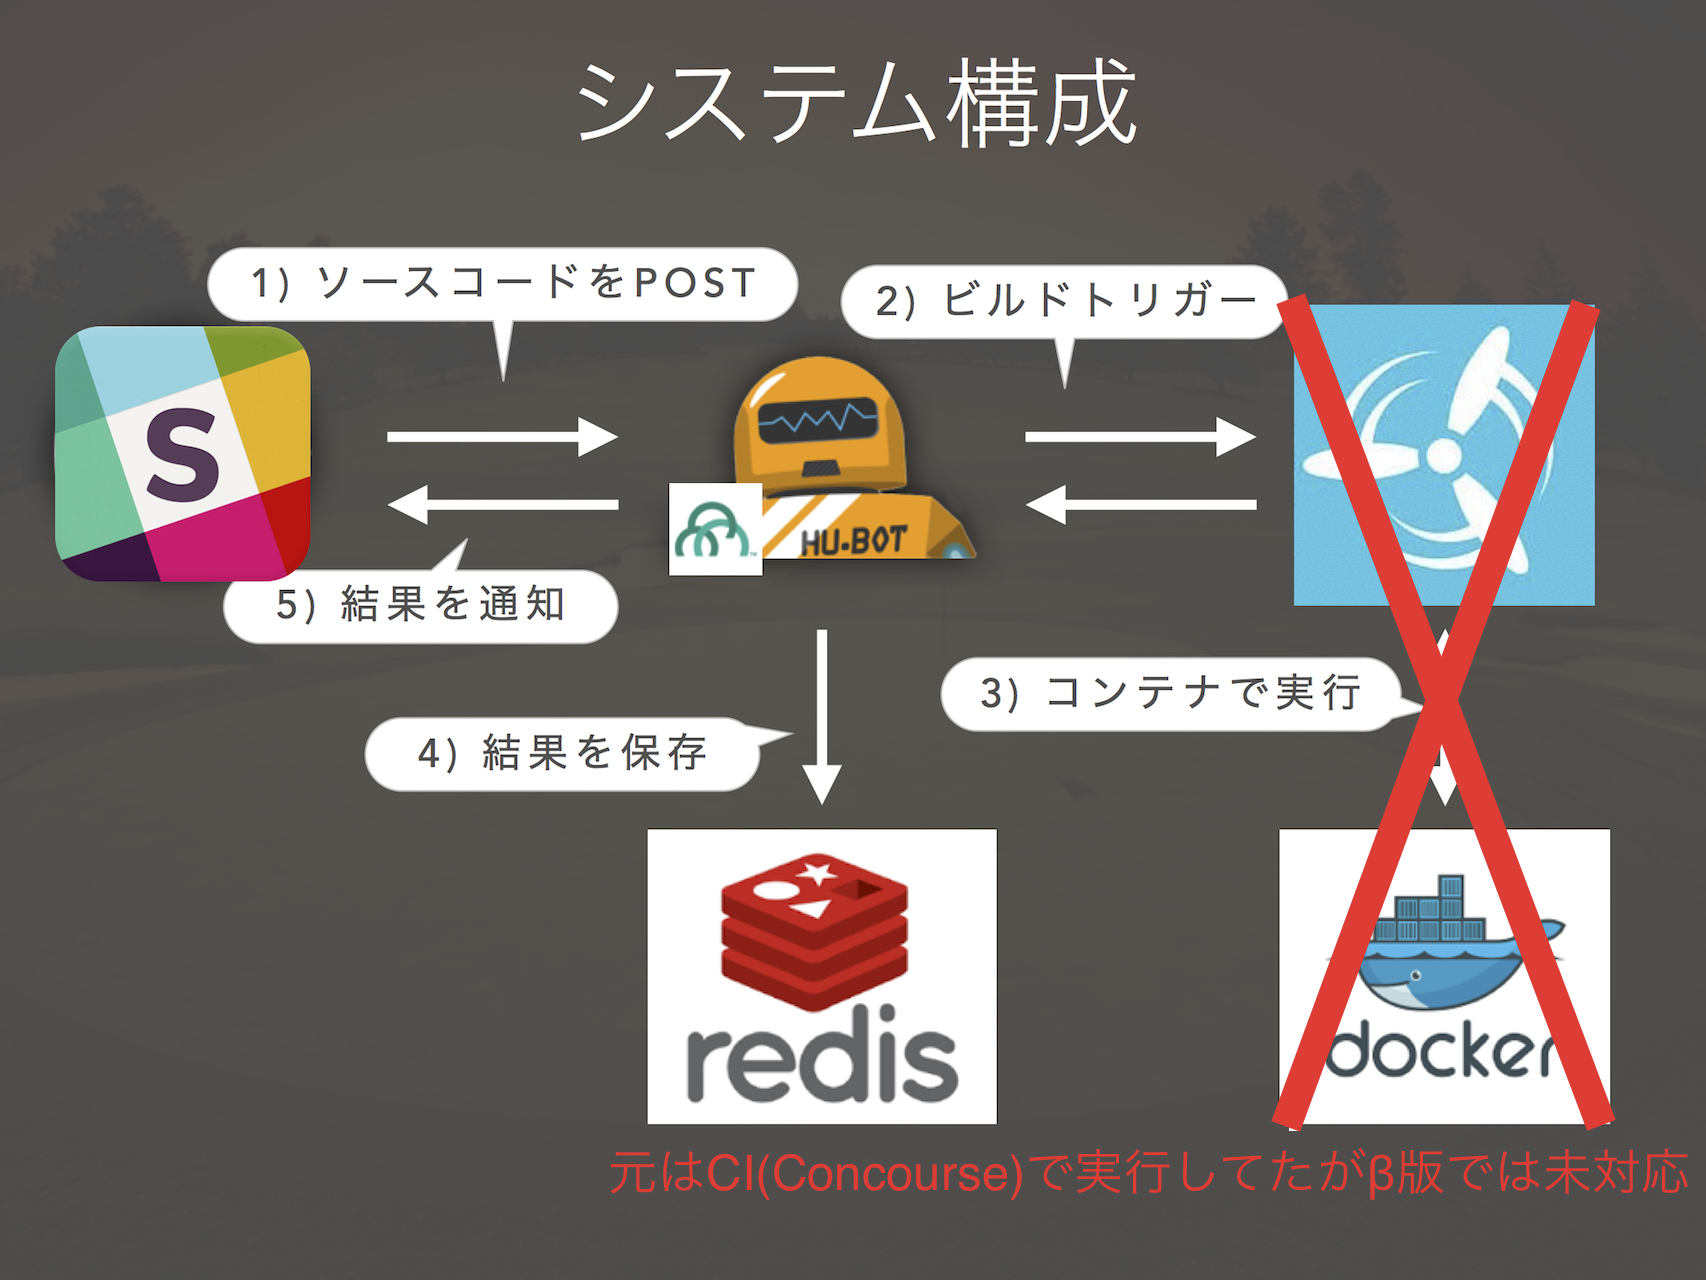 システム構成
1) ソースコードをPOST
2) ビルドトリガー
S
HU-BOT
5) 結果を通知
3) コンテナで実行
4) 結果を保存
redis
docker
元はCI(Concourse)で実行してたがβ版では未対応